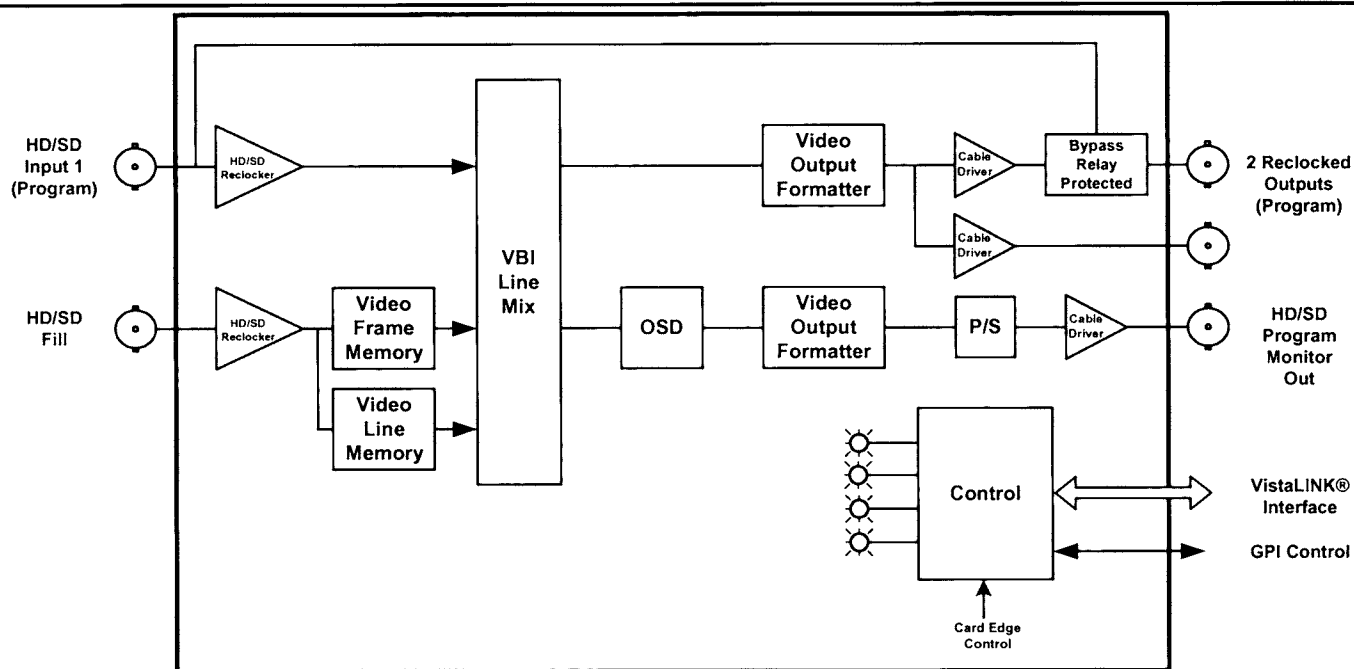 HD/SD
Input 1
(Program)
HD/SD
Reclocker
VBI
Line
Mix
Video
Output
Formatter
Cable
Driver
Bypass
Relay
Protected
2 Reclocked
Outputs
(Program)
Cable
Driver
HD/SD
Fill
HD/SD
Reclocker
Video
Frame
Memory
Video
Line
Memory
OSD
Video
Output
Formatter
P/S
Cable
Driver
HD/SD
Program
Monitor
Out
Control
VistaLINK®
Interface
GPI Control
Card Edge
Control